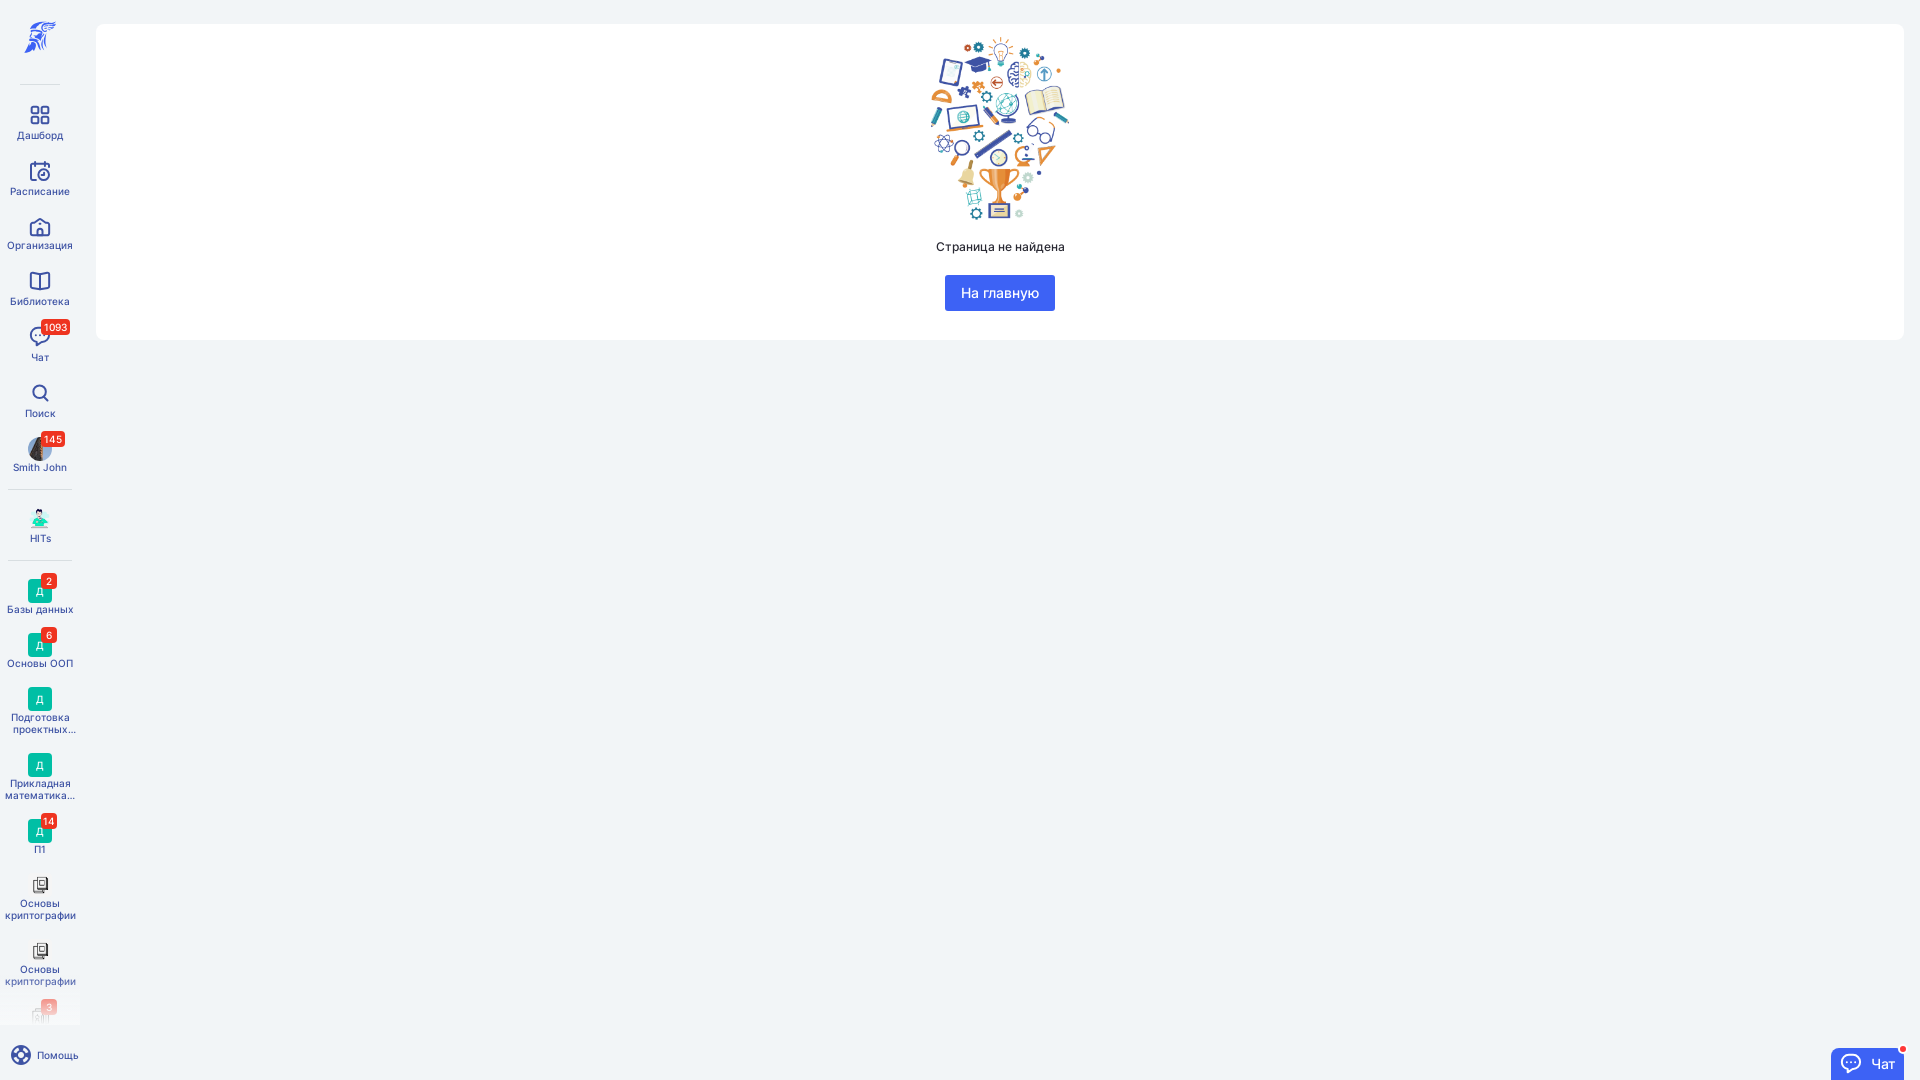 Дашборд
Расписание
Организация
Библиотека
1093
Чат
Поиск
145
Smith John
HITs
2
Д
Базы данных
6
Д
Основы ООП
Д
Подготовка
проектных...
Д
Прикладная
математика...
14
Д
П1
Основы
криптографии
Основы
криптографии
3
Помощь
Страница не найдена
На главную
Чат